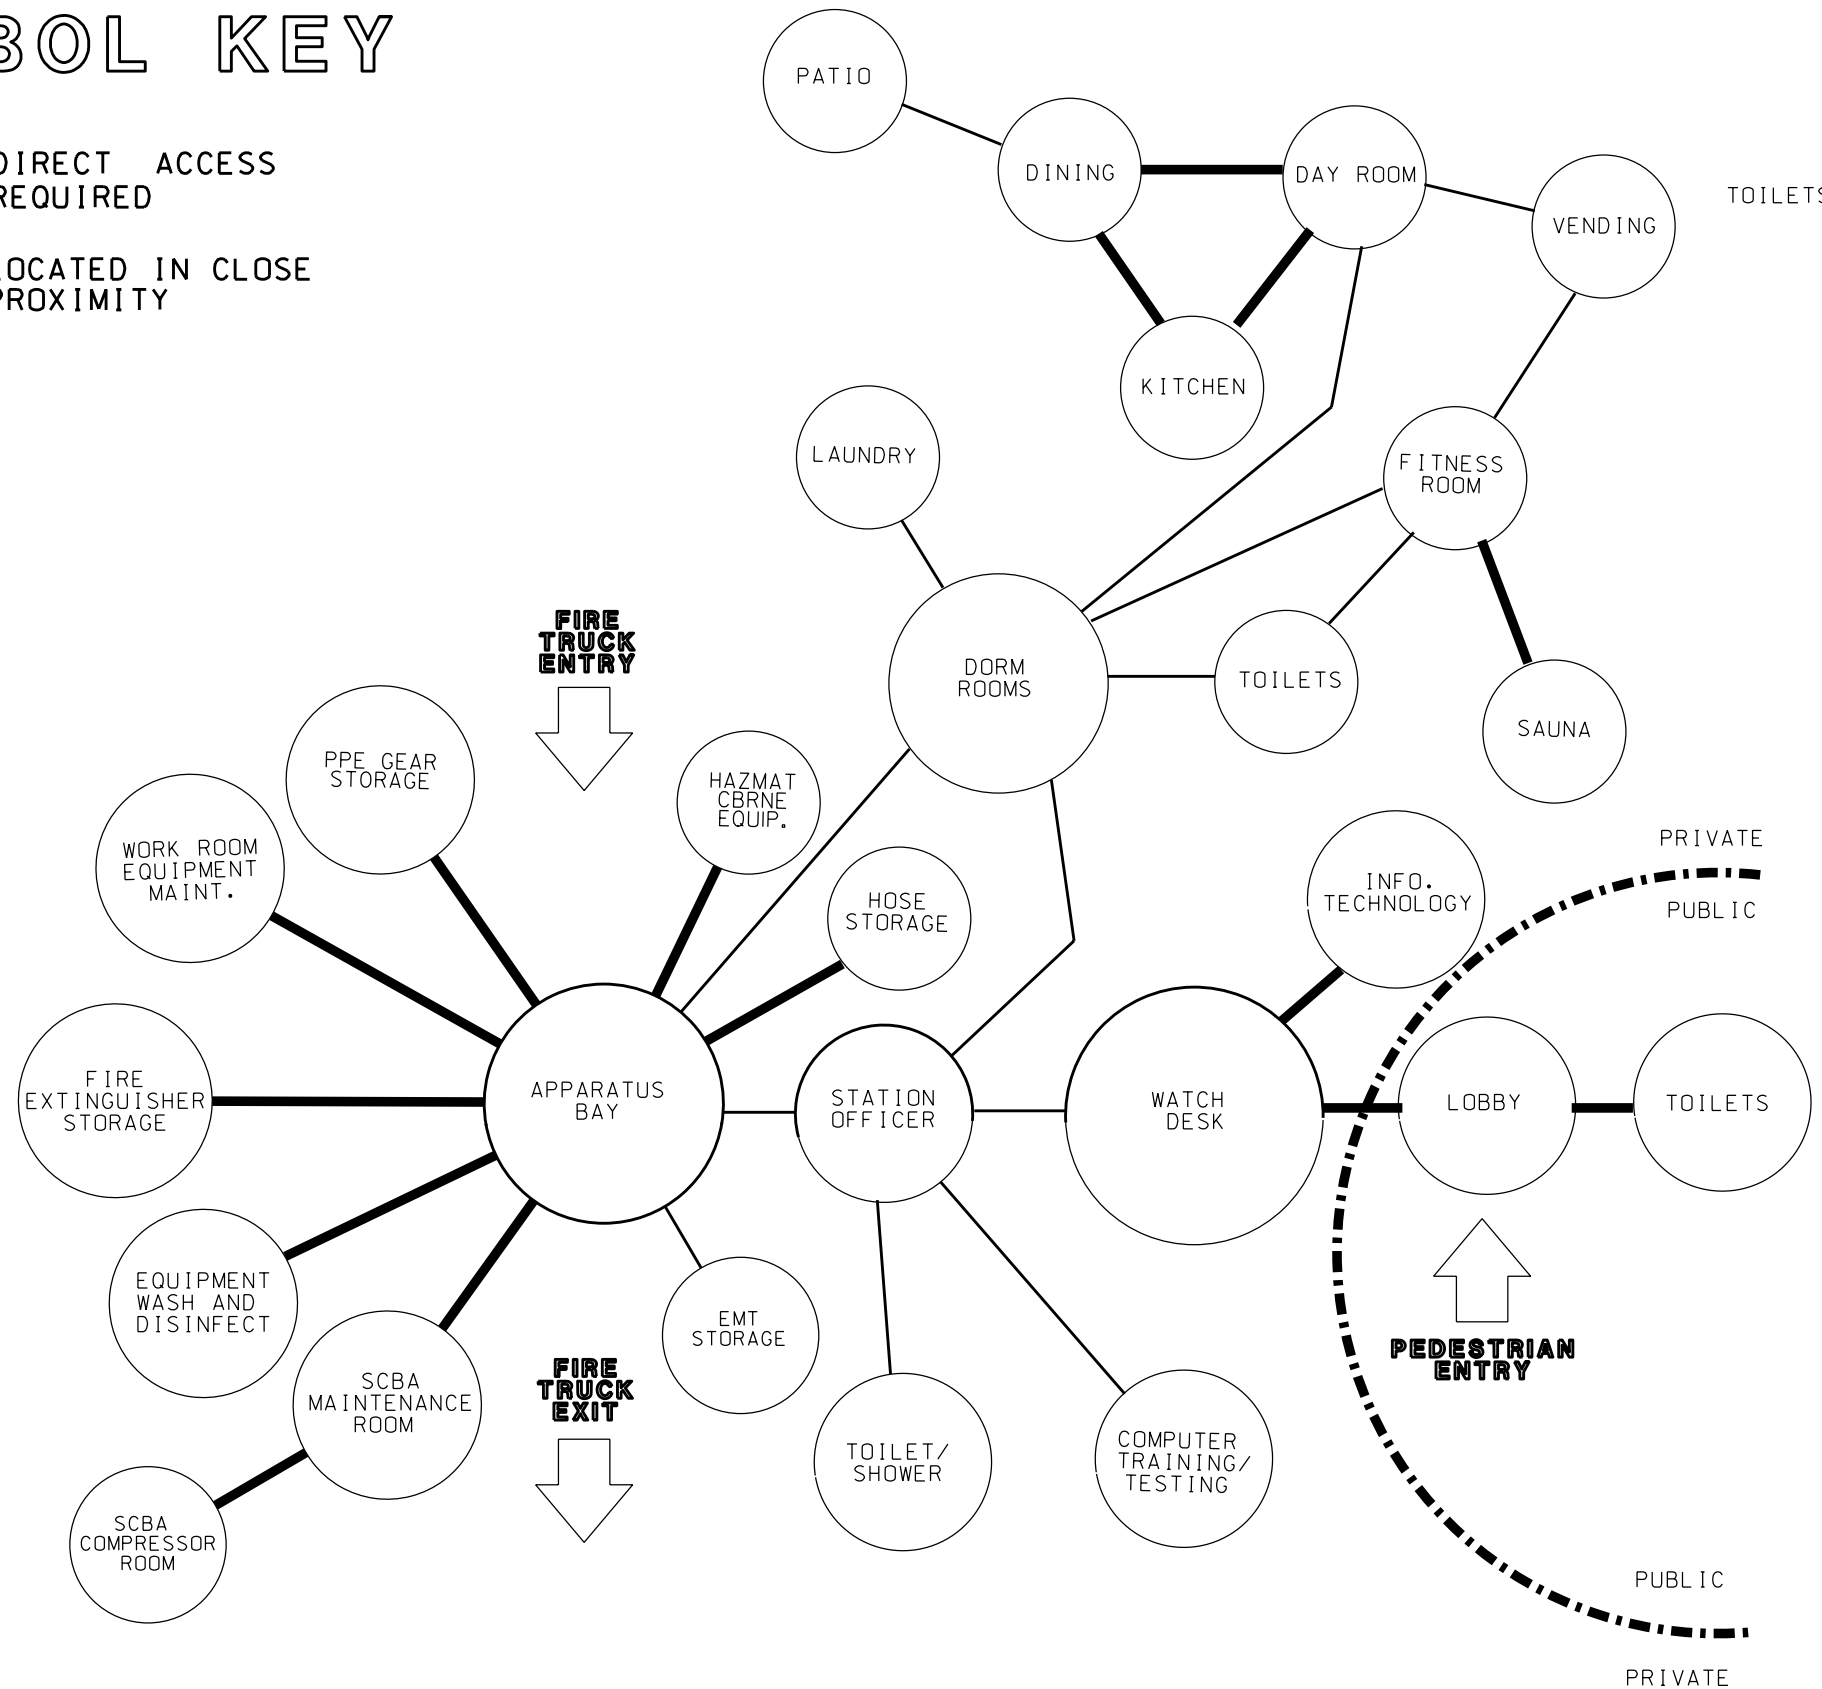 BOL KEY
DIRECT ACCESS
REQUIRED
LOCATED IN CLOSE
PROXIMITY
PATIO
DINING
DAY ROOM
VENDING
TOILETS
KITCHEN
LAUNDRY
FITNESS
ROOM
DORM
ROOMS
TOILETS
SAUNA
FIRE
TRUCK
ENTRY
PPE GEAR
STORAGE
HAZMAT
CBRNE
EQUIP.
WORK ROOM
EQUIPMENT
MAINT.
HOSE
STORAGE
INFO.
TECHNOLOGY
PRIVATE
PUBLIC
FIRE
EXTINGUISHER
STORAGE
APPARATUS
BAY
STATION
OFFICER
WATCH
DESK
LOBBY
TOILETS
EQUIPMENT
WASH AND
DISINFECT
EMT
STORAGE
PEDESTRIAN
ENTRY
SCBA
MAINTENANCE
ROOM
FIRE
TRUCK
EXIT
TOILET/
SHOWER
COMPUTER
TRAINING/
TESTING
SCBA
COMPRESSOR
ROOM
PUBLIC
PRIVATE